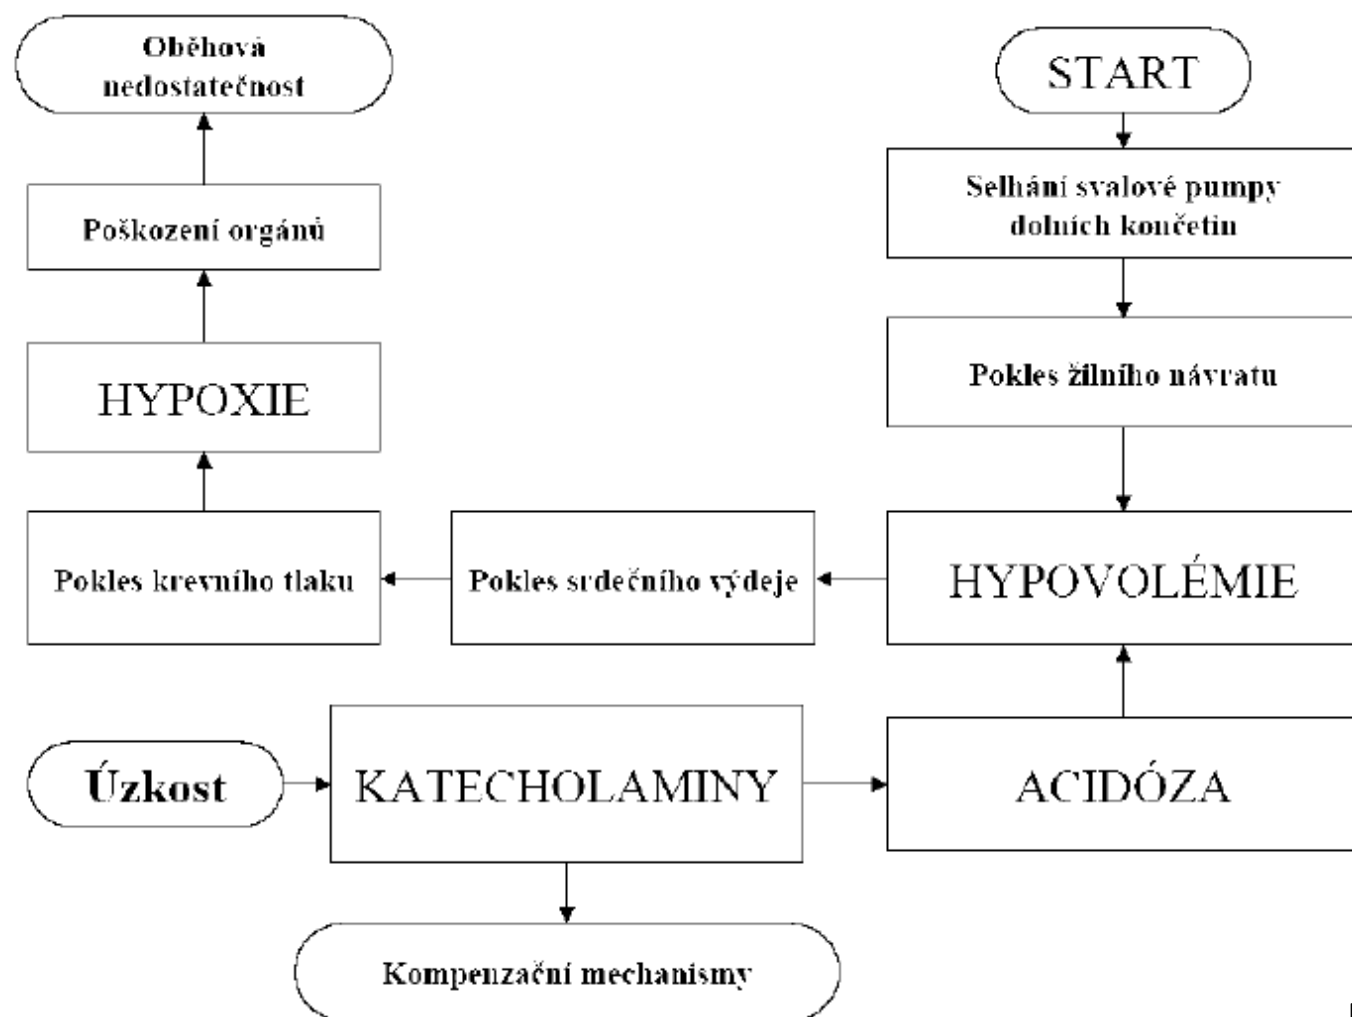 Oběhová
nedostatečnost
START
Selhání svalové pumpy
dolních končetin
Poškození orgánů
Pokles žilního návratu
HYPOXIE
Pokles krevního tlaku
Pokles srdečního výdeje
HYPOVOLÉMIE
Úzkost
KATECHOLAMINY
ACIDÓZA
Kompenzační mechanismy